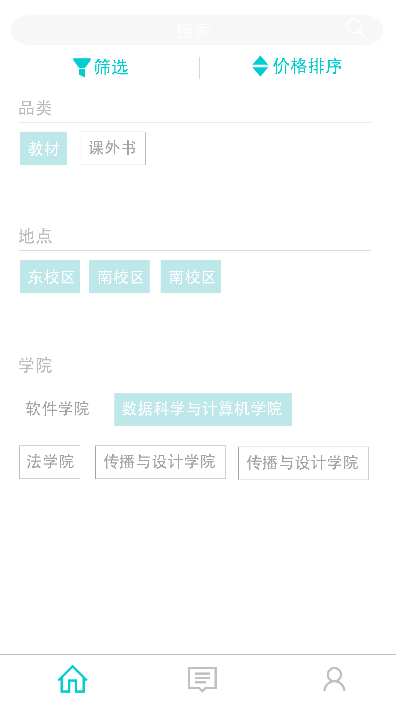 搜索
筛选 价格排序
品类
教材 课外书
地点
东校区 南校区 南校区
学院
软件学院 数据科学与计算机学院
法学院 传播与设计学院 传播与设计学院